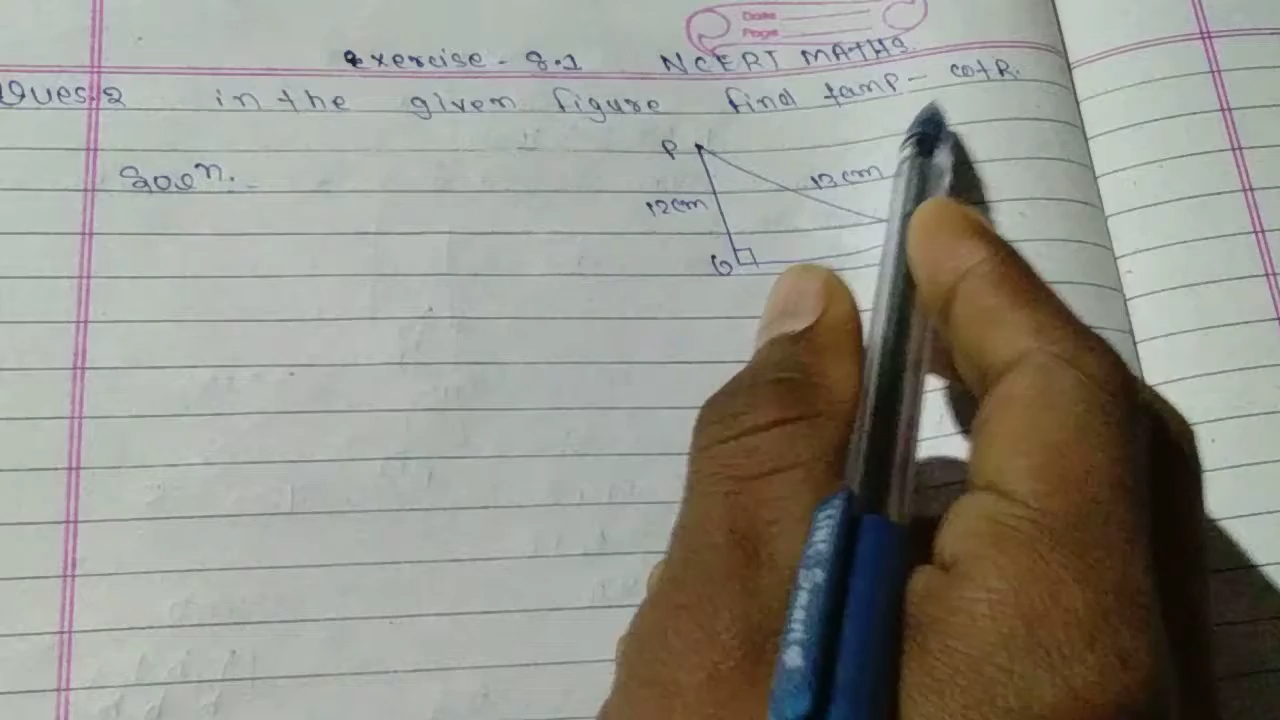 Date
Page
exercise - 8.1 NCERT MATHS
Ques.2 in the given figure find tanP - cotR.
Soln.
P
13cm
12cm
Q